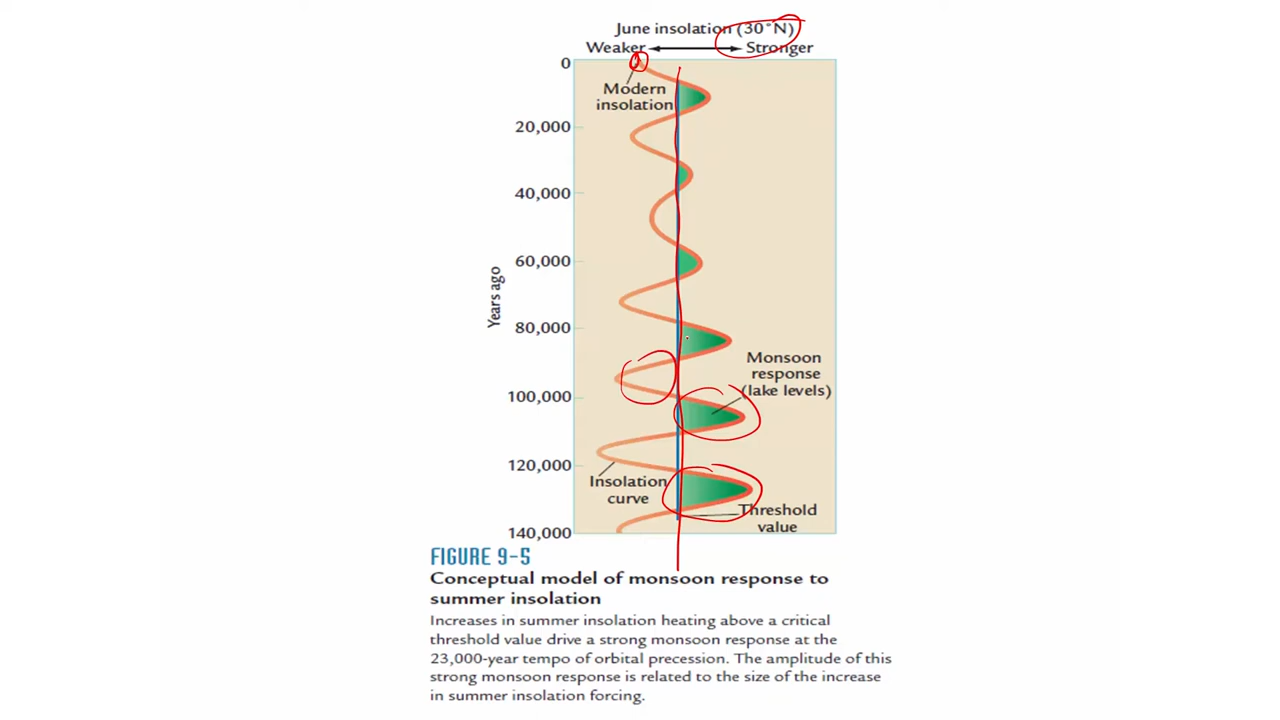 June insolation (30°N)
Weaker Stronger
0
Modern
insolation
20,000
40,000
60,000
Years ago
80,000
Monsoon
response
(lake levels)
100,000
120,000
Insolation
curve
Threshold
value
140,000
FIGURE 9-5
Conceptual model of monsoon response to
summer insolation
Increases in summer insolation heating above a critical
threshold value drive a strong monsoon response at the
23,000-year tempo of orbital precession. The amplitude of this
strong monsoon response is related to the size of the increase
in summer insolation forcing.